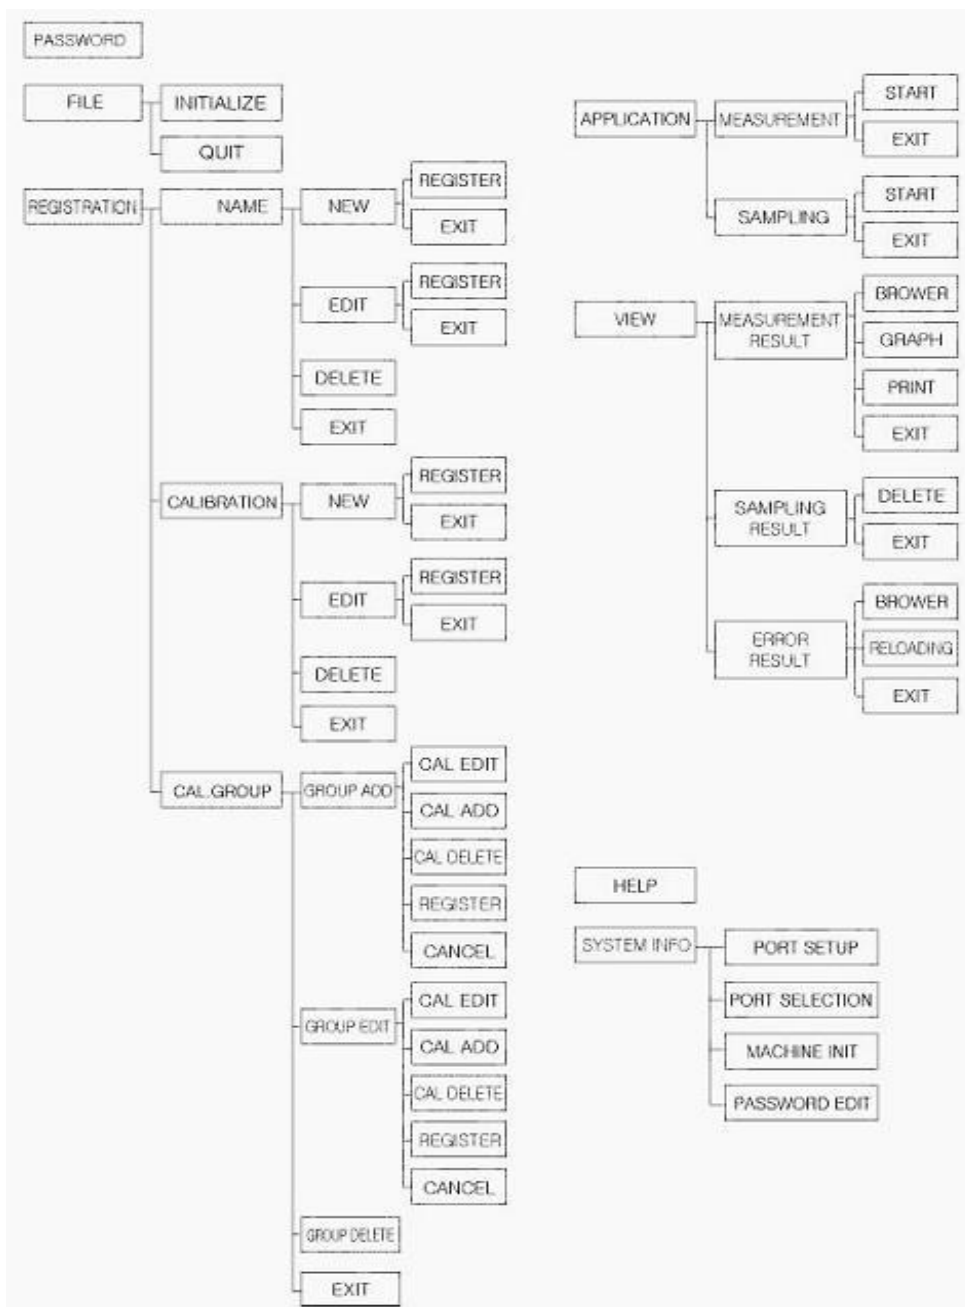 PASSWORD
FILE
INITIALIZE
QUIT
REGISTRATION
NAME
NEW
REGISTER
EXIT
EDIT
REGISTER
EXIT
DELETE
EXIT
CALIBRATION
NEW
REGISTER
EXIT
EDIT
REGISTER
EXIT
DELETE
EXIT
CAL.GROUP
GROUP ADD
CAL EDIT
CAL ADD
CAL DELETE
REGISTER
CANCEL
GROUP EDIT
CAL EDIT
CAL ADD
CAL DELETE
REGISTER
CANCEL
GROUP DELETE
EXIT
APPLICATION
MEASUREMENT
START
EXIT
SAMPLING
START
EXIT
VIEW
MEASUREMENT
RESULT
BROWER
GRAPH
PRINT
EXIT
SAMPLING
RESULT
DELETE
EXIT
ERROR
RESULT
BROWER
RELOADING
EXIT
HELP
SYSTEM INFO
PORT SETUP
PORT SELECTION
MACHINE INIT
PASSWORD EDIT